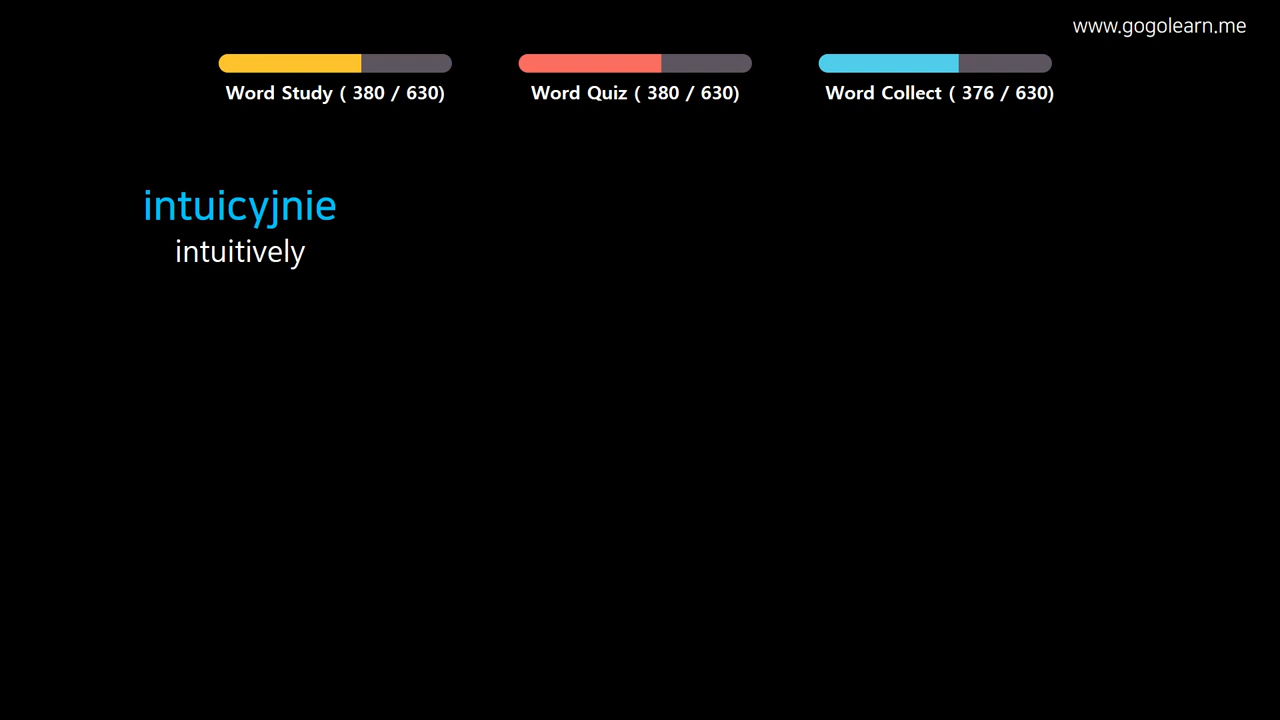 www.gogolearn.me
Word Study ( 380 / 630)
Word Quiz ( 380 / 630)
Word Collect ( 376 / 630)
intuicyjnie
intuitively